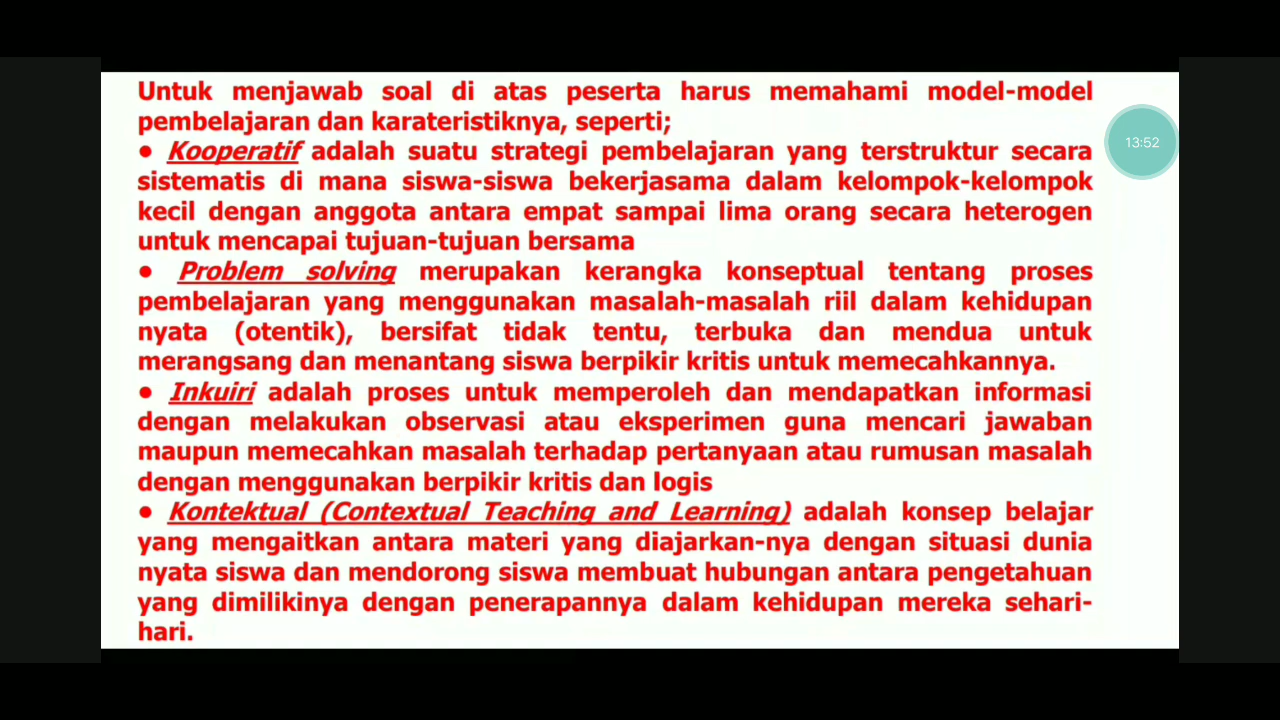 Untuk menjawab soal di atas peserta harus memahami model-model
pembelajaran dan karateristiknya, seperti;
• Kooperatif adalah suatu strategi pembelajaran yang terstruktur secara
sistematis di mana siswa-siswa bekerjasama dalam kelompok-kelompok
kecil dengan anggota antara empat sampai lima orang secara heterogen
untuk mencapai tujuan-tujuan bersama
• Problem solving merupakan kerangka konseptual tentang proses
pembelajaran yang menggunakan masalah-masalah riil dalam kehidupan
nyata (otentik), bersifat tidak tentu, terbuka dan mendua untuk
merangsang dan menantang siswa berpikir kritis untuk memecahkannya.
• Inkuiri adalah proses untuk memperoleh dan mendapatkan informasi
dengan melakukan observasi atau eksperimen guna mencari jawaban
maupun memecahkan masalah terhadap pertanyaan atau rumusan masalah
dengan menggunakan berpikir kritis dan logis
• Kontektual (Contextual Teaching and Learning) adalah konsep belajar
yang mengaitkan antara materi yang diajarkan-nya dengan situasi dunia
nyata siswa dan mendorong siswa membuat hubungan antara pengetahuan
yang dimilikinya dengan penerapannya dalam kehidupan mereka sehari-
hari.
13:52